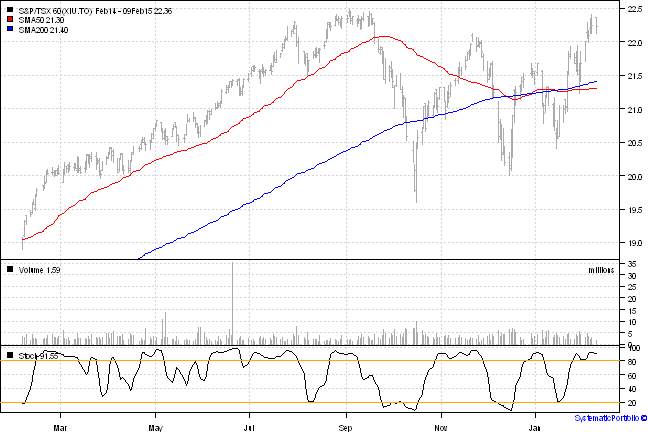 S&P/TSX 60(XIU.TO) Feb14 - 09Feb15 22.36
SMA50 21.30
SMA200 21.40
22.5
22.0
21.5
21.0
20.5
20.0
19.5
19.0
Volume 1.59
millions
35
30
25
20
15
10
5
0
Stoch 91.55
100
80
60
40
20
Mar May Jul Sep Nov Jan
SystematicPortfolio ©